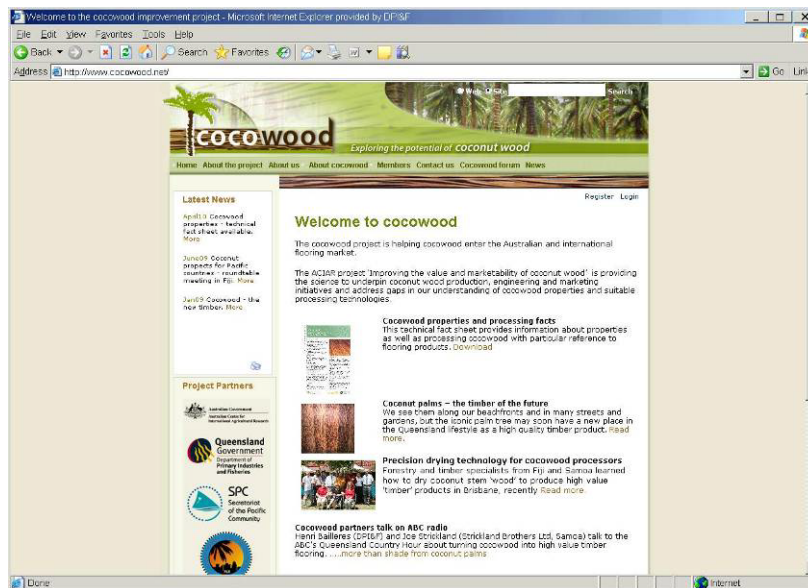 Welcome to the cocowood improvement project - Microsoft Internet Explorer provided by DPI&F
File Edit View Favorites Tools Help
Back Search Favorites
Address http://www.cocowood.net/ Go Link
Web Site Search
cocowood
Exploring the potential of coconut wood
Home About the project About us About cocowood Members Contact us Cocowood forum News
Register Login
Latest News
April10 Cocowood
properties - technical
fact sheet available.
More
June09 Coconut
propects for Pacific
countries - roundtable
meeting in Fiji. More
Jan09 Cocowood - the
new timber. More
Project Partners
Australian Government
Australian Centre for
International Agricultural Research
Queensland
Government
Department of
Primary Industries
and Fisheries
SPC
Secretariat
of the Pacific
Community
Welcome to cocowood
The cocowood project is helping cocowood enter the Australian and international
flooring market.
The ACIAR project 'Improving the value and marketability of coconut wood' is providing
the science to underpin coconut wood production, engineering and marketing
initiatives and address gaps in our understanding of cocowood properties and suitable
processing technologies.
Cocowood properties and processing facts
This technical fact sheet provides information about properties
as well as processing cocowood with particular reference to
flooring products. Download
Coconut palms – the timber of the future
We see them along our beachfronts and in many streets and
gardens, but the iconic palm tree may soon have a new place in
the Queensland lifestyle as a high quality timber product. Read
more.
Precision drying technology for cocowood processors
Forestry and timber specialists from Fiji and Samoa learned
how to dry coconut stem 'wood' to produce high value
'timber' products in Brisbane, recently Read more.
Cocowood partners talk on ABC radio
Henri Bailleres (DPI&F) and Joe Strickland (Strickland Brothers Ltd, Samoa) talk to the
ABC's Queensland Country Hour about turning cocowood into high value timber
flooring. .....more than shade from coconut palms
Done Internet